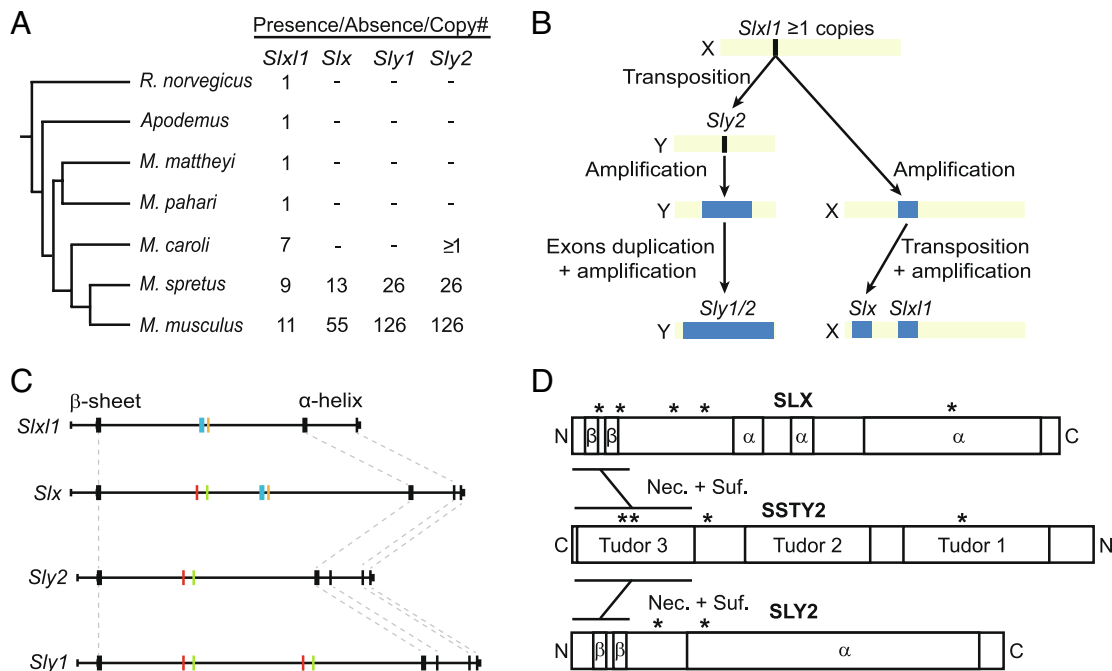 A
Presence/Absence/Copy#
Slxl1 Slx Sly1 Sly2
R. norvegicus 1 - - -
Apodemus 1 - - -
M. mattheyi 1 - - -
M. pahari 1 - - -
M. caroli 7 - - ≥1
M. spretus 9 13 26 26
M. musculus 11 55 126 126
B
Slxl1 ≥1 copies
X
Transposition
Sly2
Y
Amplification
Amplification
Y
X
Exons duplication
+ amplification
Transposition
+ amplification
Sly1/2
Slx Slxl1
Y
X
C
β-sheet α-helix
Slxl1
Slx
Sly2
Sly1
D
* * * * SLX *
N β β α α α C
Nec. + Suf.
** * SSTY2 *
C Tudor 3 Tudor 2 Tudor 1 N
Nec. + Suf.
* * SLY2
N β β α C